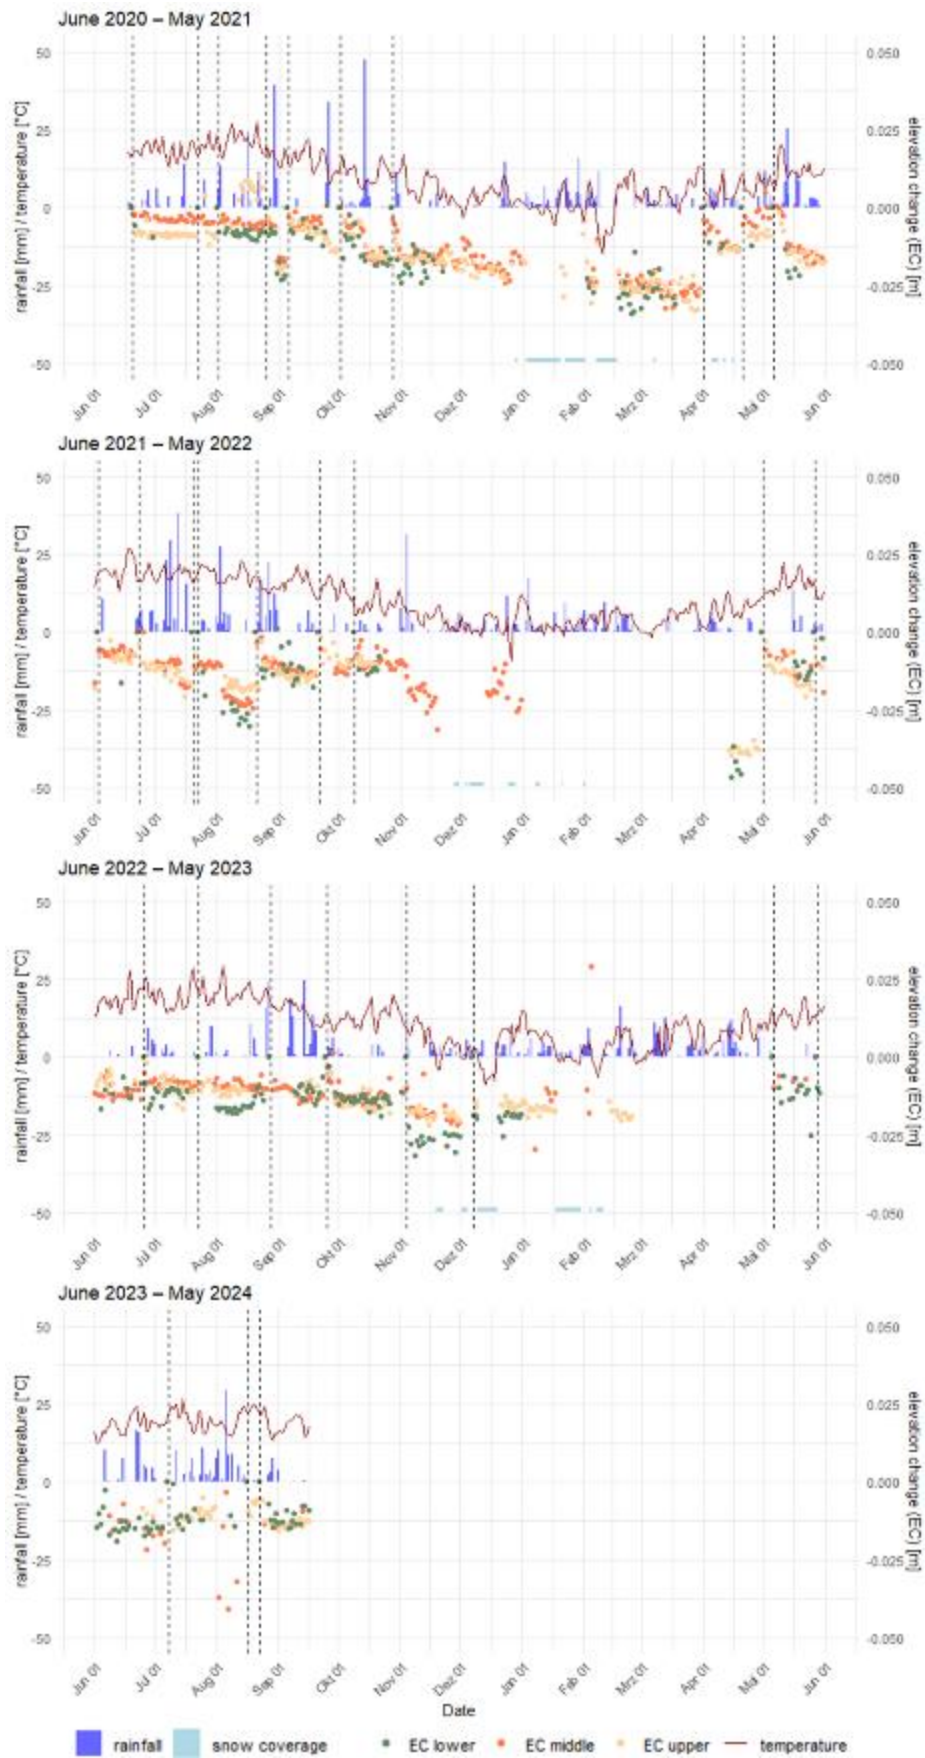 June 2020 – May 2021
50 0.050
25 0.025
0 0.000
-25 -0.025
-50 -0.050
rainfall [mm] / temperature [°C]
elevation change (EC) [m]
Jun 01 Jul 01 Aug 01 Sep 01 Okt 01 Nov 01 Dez 01 Jan 01 Feb 01 Mrz 01 Apr 01 Mai 01 Jun 01
June 2021 – May 2022
50 0.050
25 0.025
0 0.000
-25 -0.025
-50 -0.050
rainfall [mm] / temperature [°C]
elevation change (EC) [m]
Jun 01 Jul 01 Aug 01 Sep 01 Okt 01 Nov 01 Dez 01 Jan 01 Feb 01 Mrz 01 Apr 01 Mai 01 Jun 01
June 2022 – May 2023
50 0.050
25 0.025
0 0.000
-25 -0.025
-50 -0.050
rainfall [mm] / temperature [°C]
elevation change (EC) [m]
Jun 01 Jul 01 Aug 01 Sep 01 Okt 01 Nov 01 Dez 01 Jan 01 Feb 01 Mrz 01 Apr 01 Mai 01 Jun 01
June 2023 – May 2024
50 0.050
25 0.025
0 0.000
-25 -0.025
-50 -0.050
rainfall [mm] / temperature [°C]
elevation change (EC) [m]
Jun 01 Jul 01 Aug 01 Sep 01 Okt 01 Nov 01 Dez 01 Jan 01 Feb 01 Mrz 01 Apr 01 Mai 01 Jun 01
Date
rainfall snow coverage EC lower EC middle EC upper temperature